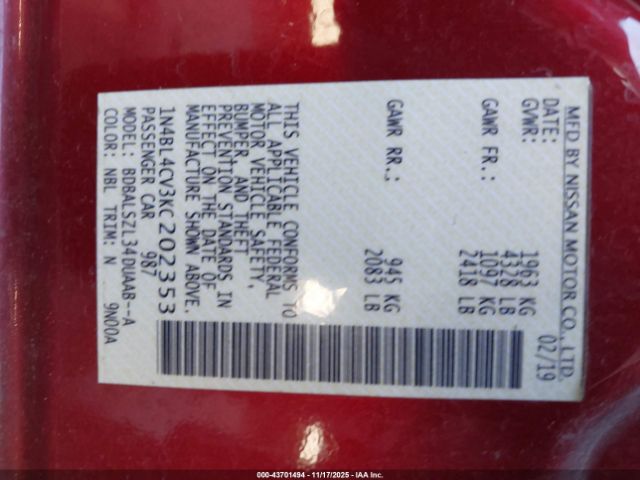 MFD BY NISSAN MOTOR CO., LTD.
DATE: 02/19
GVWR: 1963 KG
4328 LB
GAWR FR.: 1097 KG
2418 LB
GAWR RR.: 945 KG
2083 LB
THIS VEHICLE CONFORMS TO
ALL APPLICABLE FEDERAL
MOTOR VEHICLE SAFETY,
BUMPER AND THEFT
PREVENTION STANDARDS IN
EFFECT ON THE DATE OF
MANUFACTURE SHOWN ABOVE.
1N4BL4CV3KC202353
PASSENGER CAR 987
MODEL: BDBALSZL34DUAAB--A
COLOR: NBL TRIM: N 9N00A
000-43701494 - 11/17/2025 - IAA Inc.